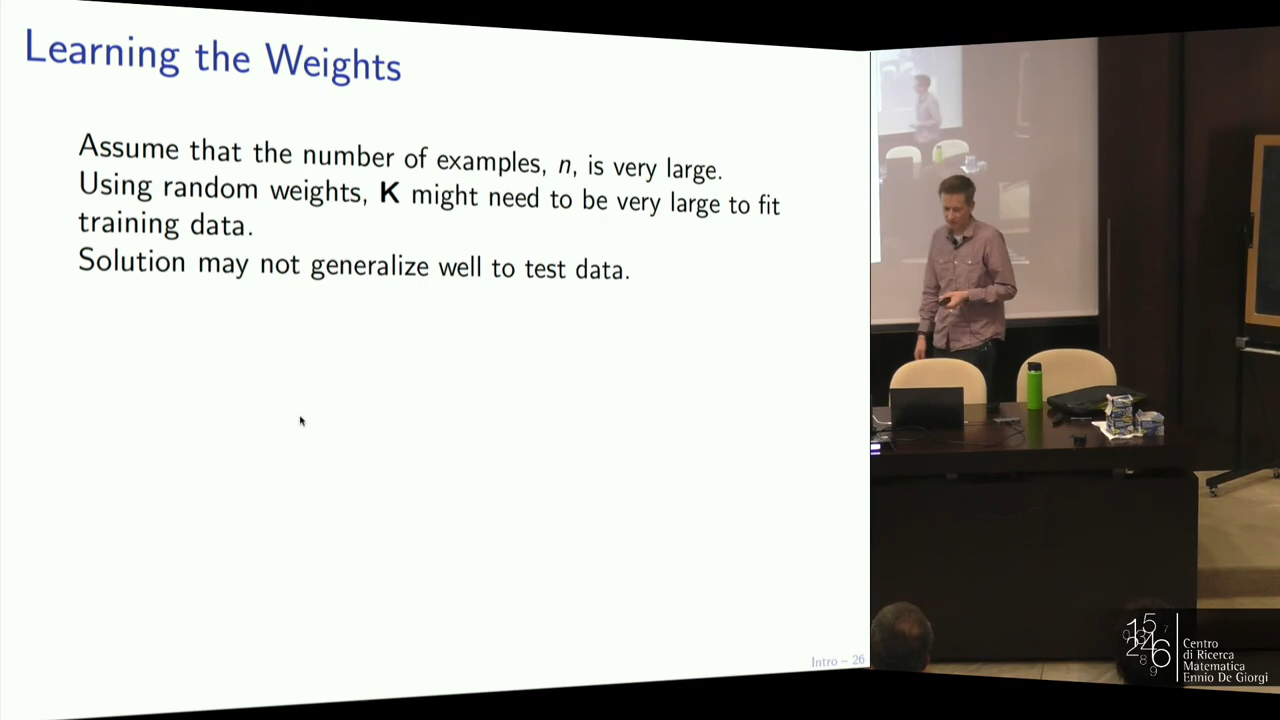 Learning the Weights
Assume that the number of examples, n, is very large.
Using random weights, K might need to be very large to fit
training data.
Solution may not generalize well to test data.
Intro – 26
Centro
di Ricerca
Matematica
Ennio De Giorgi